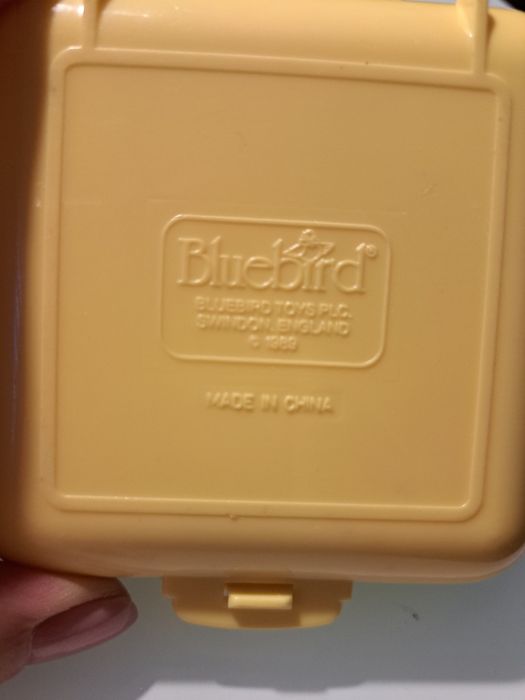 Bluebird®
BLUEBIRD TOYS PLC.
SWINDON, ENGLAND
© 1989
MADE IN CHINA